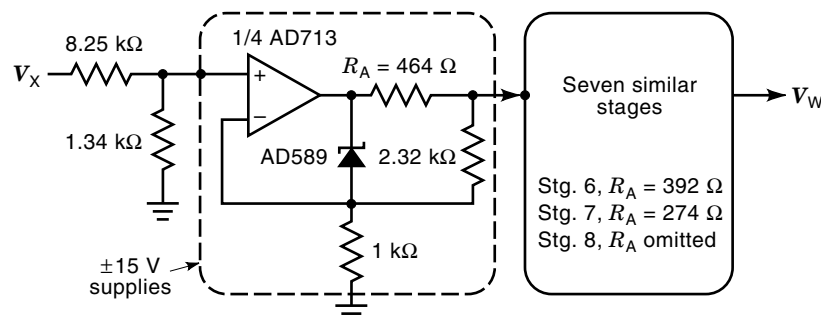 8.25 kΩ
V_X
1.34 kΩ
1/4 AD713
R_A = 464 Ω
+
−
AD589
2.32 kΩ
1 kΩ
±15 V
supplies
Seven similar
stages
Stg. 6, R_A = 392 Ω
Stg. 7, R_A = 274 Ω
Stg. 8, R_A omitted
V_W